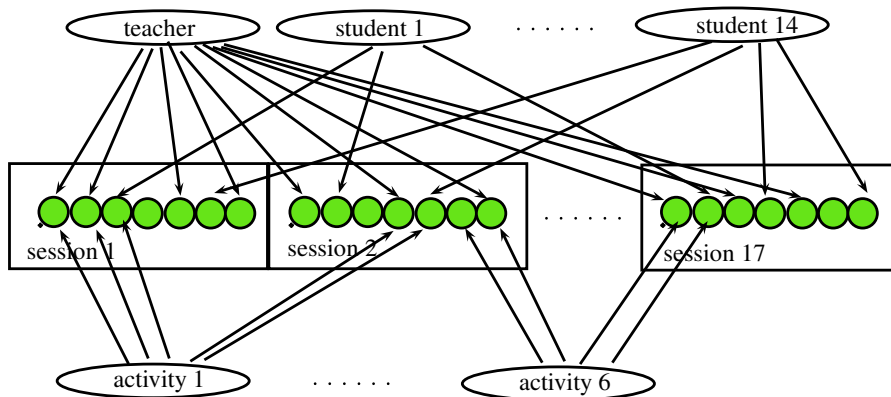 teacher
student 1
. . . . . .
student 14
session 1
session 2
. . . . . .
session 17
activity 1
. . . . . .
activity 6